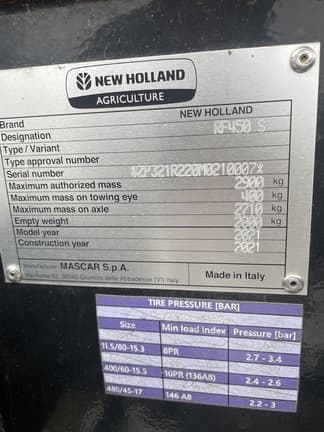 NEW HOLLAND
AGRICULTURE
Brand NEW HOLLAND
Designation RF450 S
Type / Variant
Type approval number
Serial number *ZP321R220M0210007*
Maximum authorized mass 2900 kg
Maximum mass on towing eye 400 kg
Maximum mass on axle 2710 kg
Empty weight kg
Model year
Construction year 2021
Manufacturer MASCAR S.p.A.
Made in Italy
TIRE PRESSURE [BAR]
Size Min load index Pressure [bar]
11.5/80-15.3 8PR 2.7 - 3.4
400/60-15.5 10PR (136A8) 2.4 - 2.6
480/45-17 146 A8 2.2 - 3